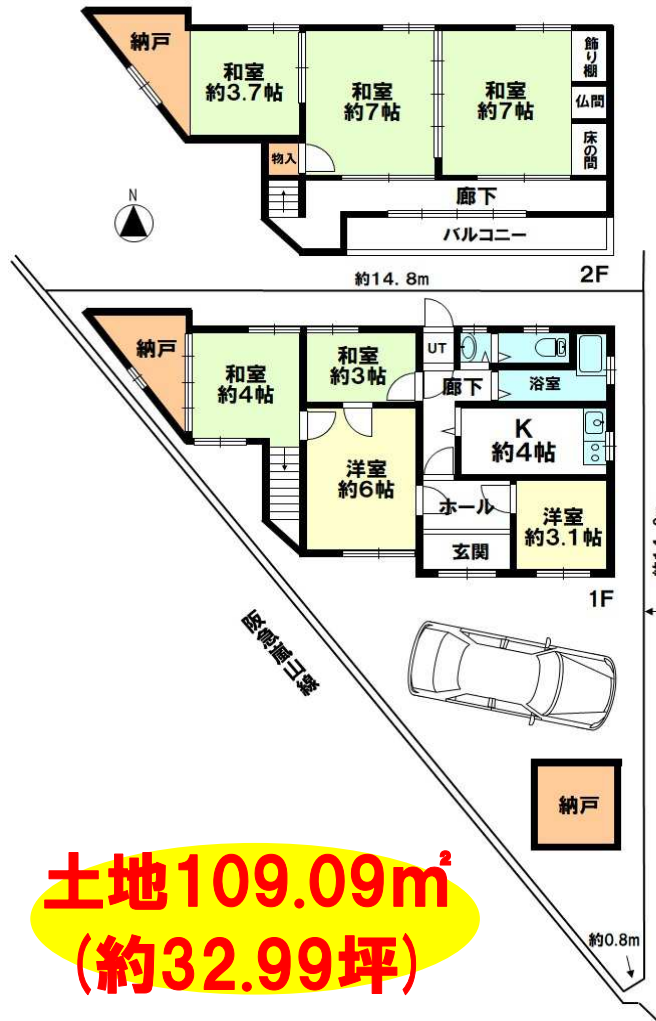 納戸
和室
約3.7帖
和室
約7帖
和室
約7帖
飾り棚
仏間
床の間
物入
廊下
バルコニー
N
約14.8m
2F
納戸
和室
約4帖
和室
約3帖
UT
廊下
浴室
K
約4帖
洋室
約6帖
ホール
洋室
約3.1帖
玄関
1F
阪急嵐山線
納戸
土地109.09㎡
(約32.99坪)
約0.8m